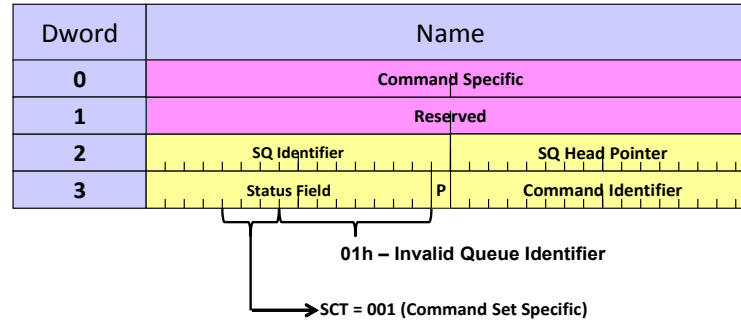 Dword Name
0 Command Specific
1 Reserved
2 SQ Identifier SQ Head Pointer
3 Status Field P Command Identifier
01h – Invalid Queue Identifier
SCT = 001 (Command Set Specific)